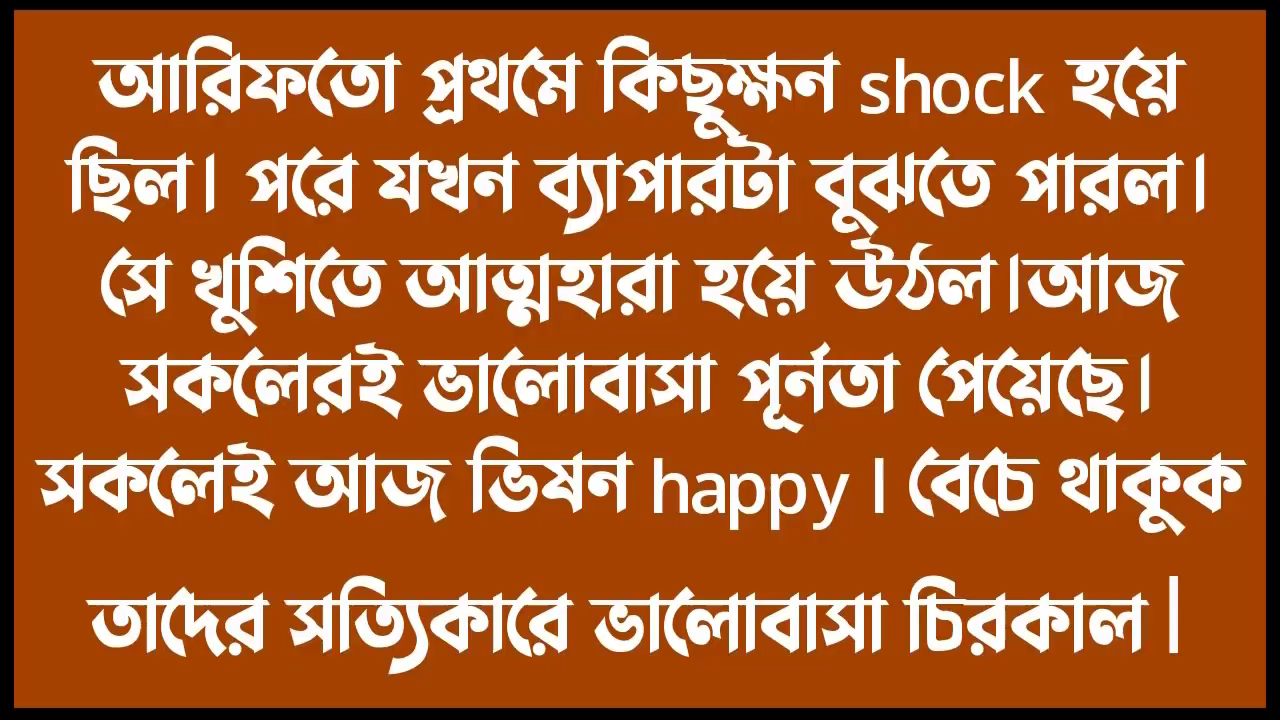 আরিফতো প্রথমে কিছুক্ষন shock হয়ে
ছিল। পরে যখন ব্যাপারটা বুঝতে পারল।
সে খুশিতে আত্মহারা হয়ে উঠল।আজ
সকলেরই ভালোবাসা পূর্নতা পেয়েছে।
সকলেই আজ ভিষন happy । বেচে থাকুক
তাদের সত্যিকারে ভালোবাসা চিরকাল |